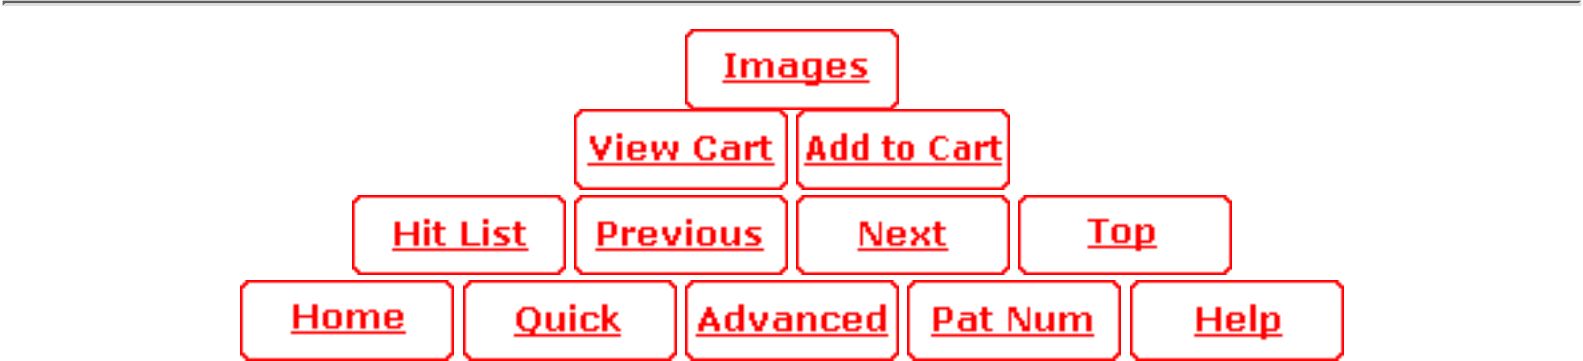 Images
View Cart Add to Cart
Hit List Previous Next Top
Home Quick Advanced Pat Num Help